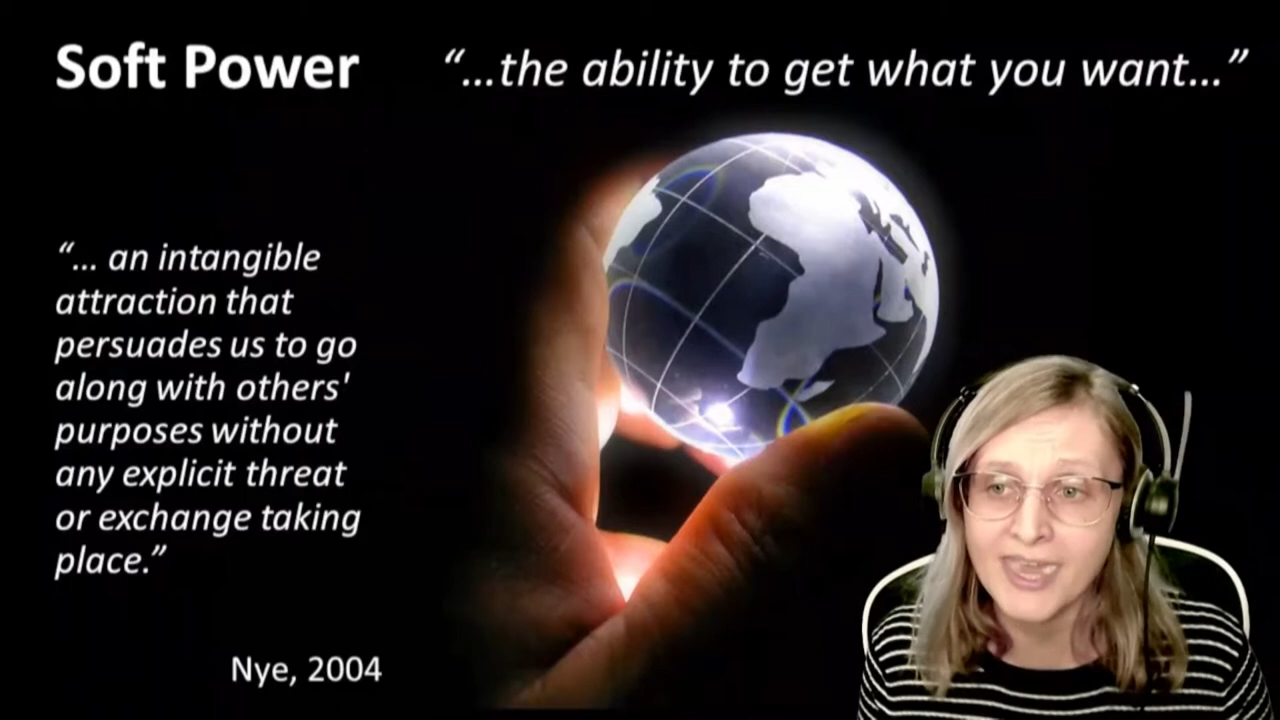 Soft Power
“...the ability to get what you want...”
“... an intangible
attraction that
persuades us to go
along with others'
purposes without
any explicit threat
or exchange taking
place.”
Nye, 2004